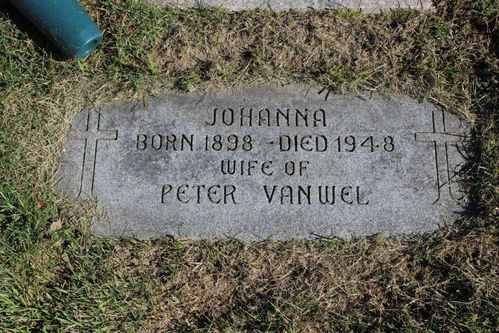 JOHANNA
BORN 1898 - DIED 1948
WIFE OF
PETER VANWEL